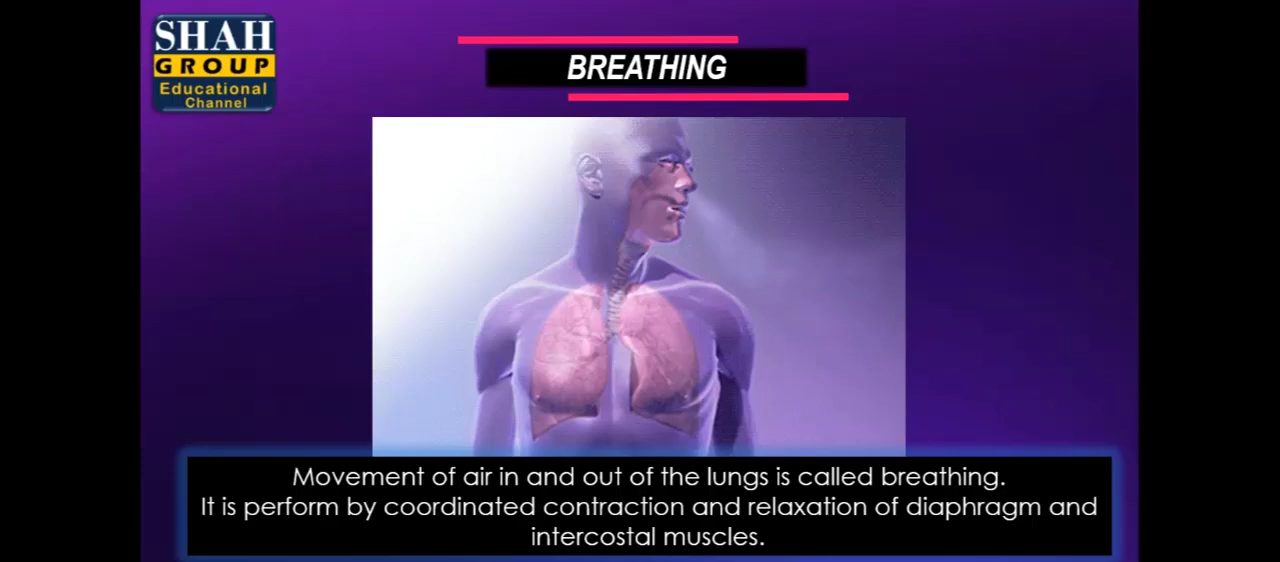 SHAH
GROUP
Educational
Channel
BREATHING
Movement of air in and out of the lungs is called breathing.
It is perform by coordinated contraction and relaxation of diaphragm and
intercostal muscles.